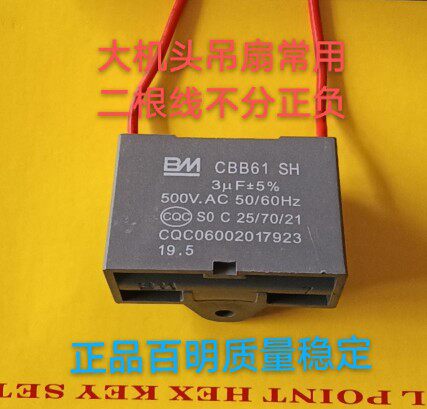 大机头吊扇常用
二根线不分正负
BM CBB61 SH
3μF±5%
500V.AC 50/60Hz
CQC S0 C 25/70/21
CQC06002017923
19.5
正品百明质量稳定
L POINT HEX KEY SET